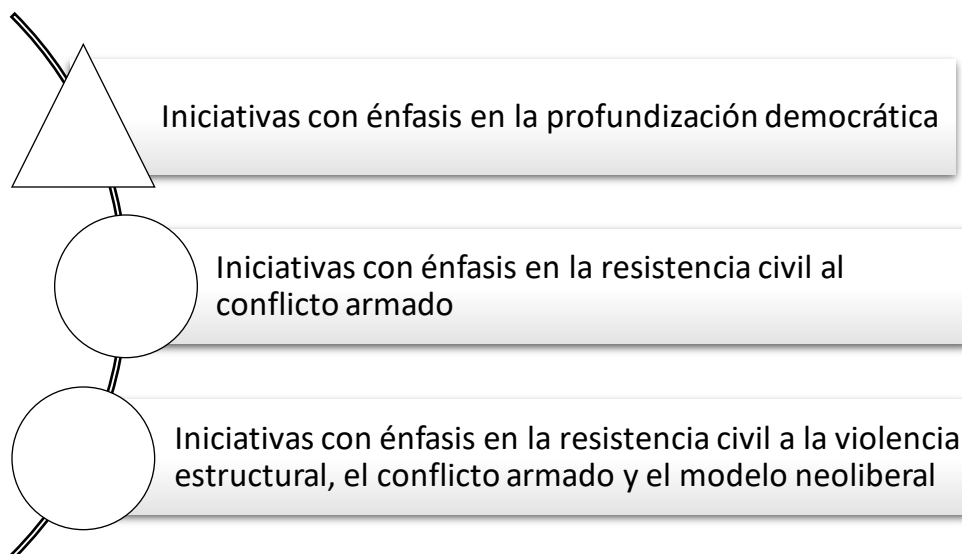 Iniciativas con énfasis en la profundización democrática
Iniciativas con énfasis en la resistencia civil al
conflicto armado
Iniciativas con énfasis en la resistencia civil a la violencia
estructural, el conflicto armado y el modelo neoliberal